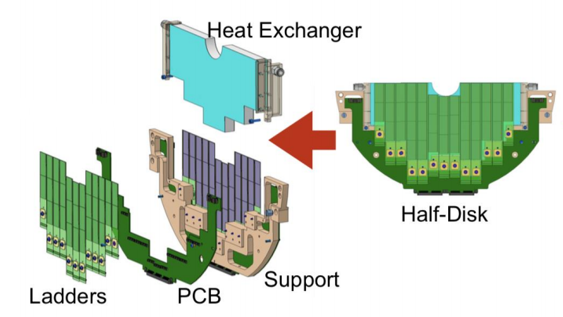 Heat Exchanger
Half-Disk
Support
Ladders
PCB